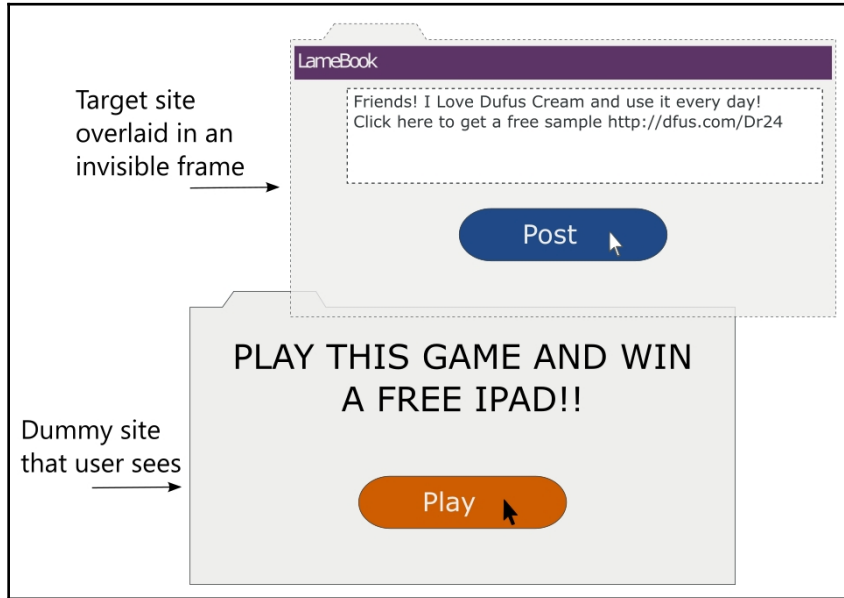 LameBook
Target site
overlaid in an
invisible frame
Friends! I Love Dufus Cream and use it every day!
Click here to get a free sample http://dfus.com/Dr24
Post
PLAY THIS GAME AND WIN
A FREE IPAD!!
Dummy site
that user sees
Play